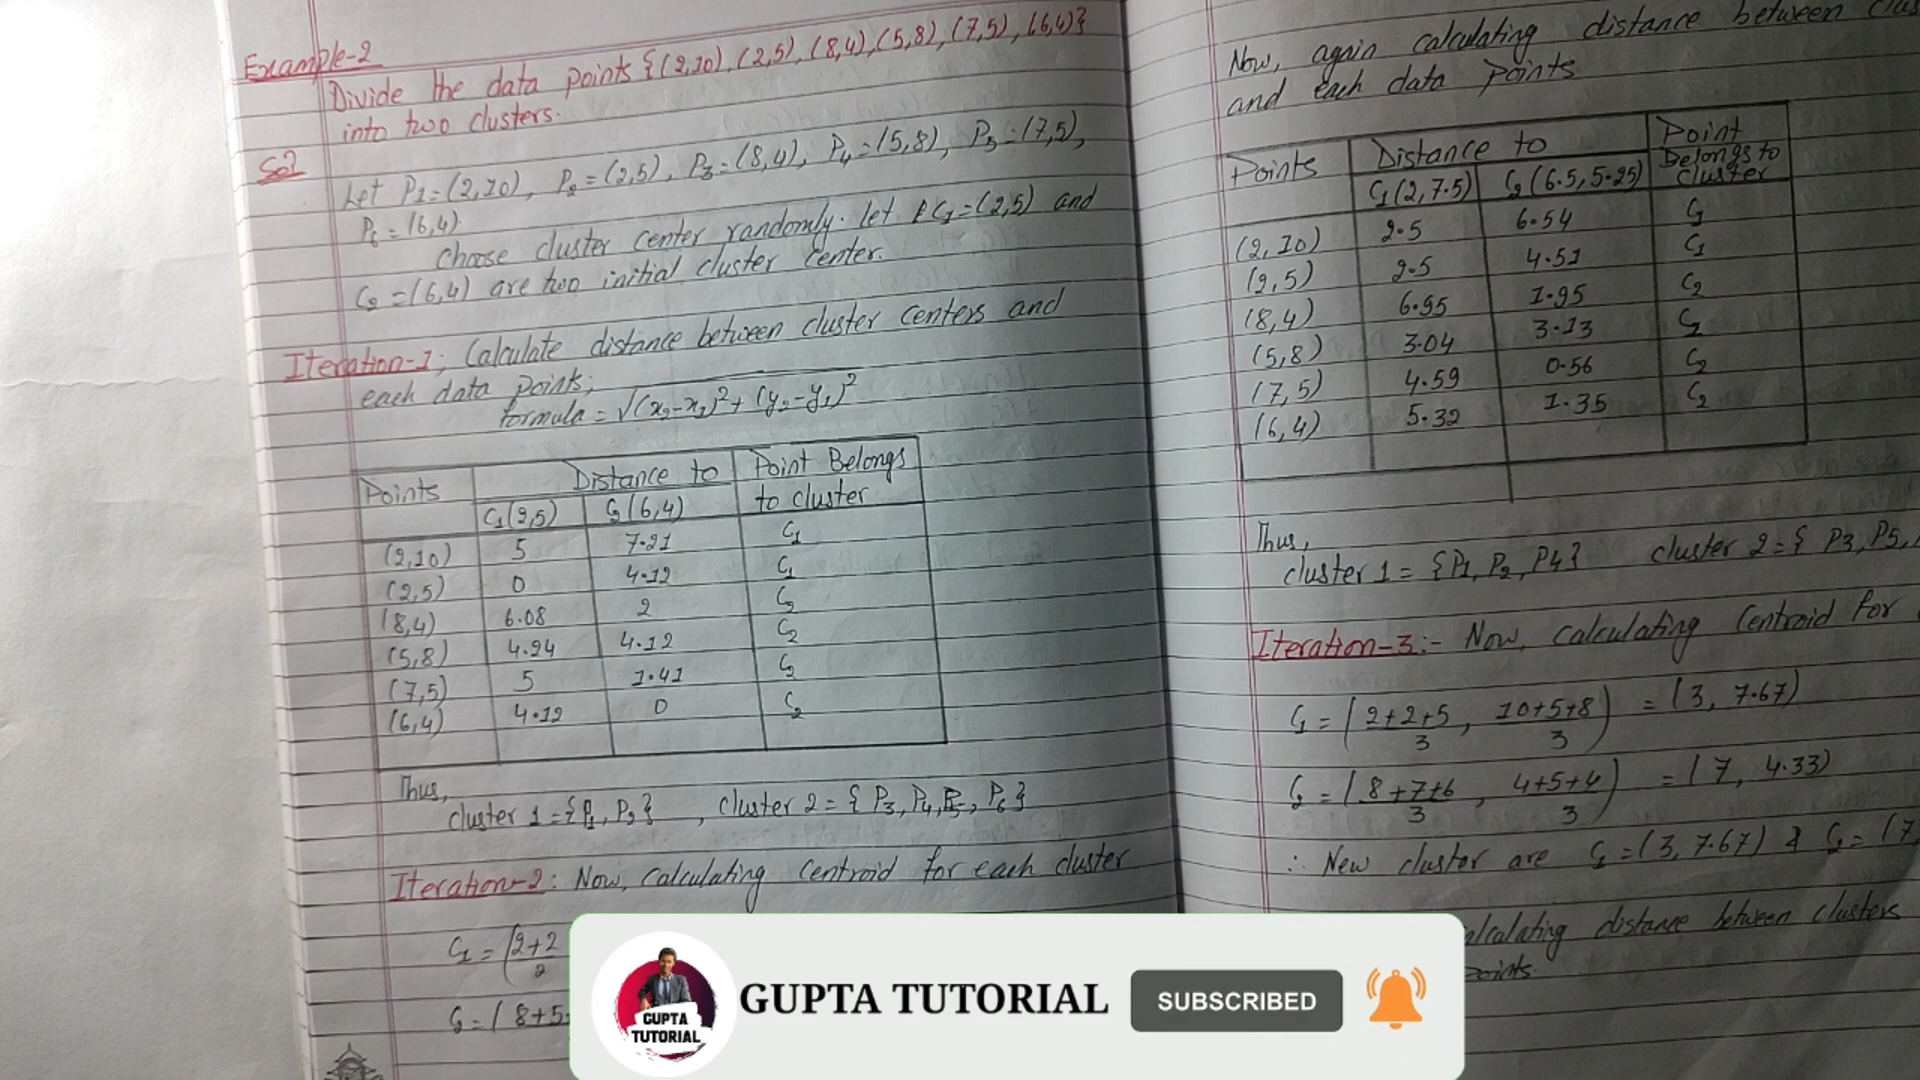 Example-2
Divide the data points {(2,10), (2,5), (8,4), (5,8), (7,5), (6,4)}
into two clusters.
Sol
Let P1 = (2,10), P2 = (2,5), P3 = (8,4), P4 = (5,8), P5 = (7,5),
P6 = (6,4).
Choose cluster center randomly. let C1 = (2,5) and
C2 = (6,4) are two initial cluster center.
Iteration-1; Calculate distance between cluster centers and
each data points;
formula = √(x2-x1)²+(y2-y1)²
Points Distance to Point Belongs
C1(2,5) C2(6,4) to cluster
(2,10) 5 7.21 C1
(2,5) 0 4.12 C1
(8,4) 6.08 2 C2
(5,8) 4.24 4.12 C2
(7,5) 5 1.41 C2
(6,4) 4.12 0 C2
Thus,
cluster 1 = {P1, P2} , cluster 2 = { P3, P4, P5, P6}
Iteration-2: Now, calculating Centroid for each cluster
C1 = (2+2
2
C2 = ( 8+5
Now, again calculating distance between
and each data points
Points Distance to Point
C1(2,7.5) C2(6.5,5.25) Belongs to
cluster
(2,10) 2.5 6.54 C1
(2,5) 2.5 4.51 C1
(8,4) 6.95 1.95 C2
(5,8) 3.04 3.13 C2
(7,5) 4.59 0.56 C2
(6,4) 5.32 1.35 C2
Thus,
cluster 1 = {P1, P2, P4} cluster 2 = { P3, P5,
Iteration-3:- Now, calculating Centroid for
C1 = (2+2+5 / 3, 10+5+8 / 3) = (3, 7.67)
C2 = (8+7+6 / 3, 4+5+4 / 3) = (7, 4.33)
∴ New cluster are C1 = (3, 7.67) & C2 = (7,
alculating distance between clusters
points.
GUPTA
TUTORIAL
GUPTA TUTORIAL
SUBSCRIBED